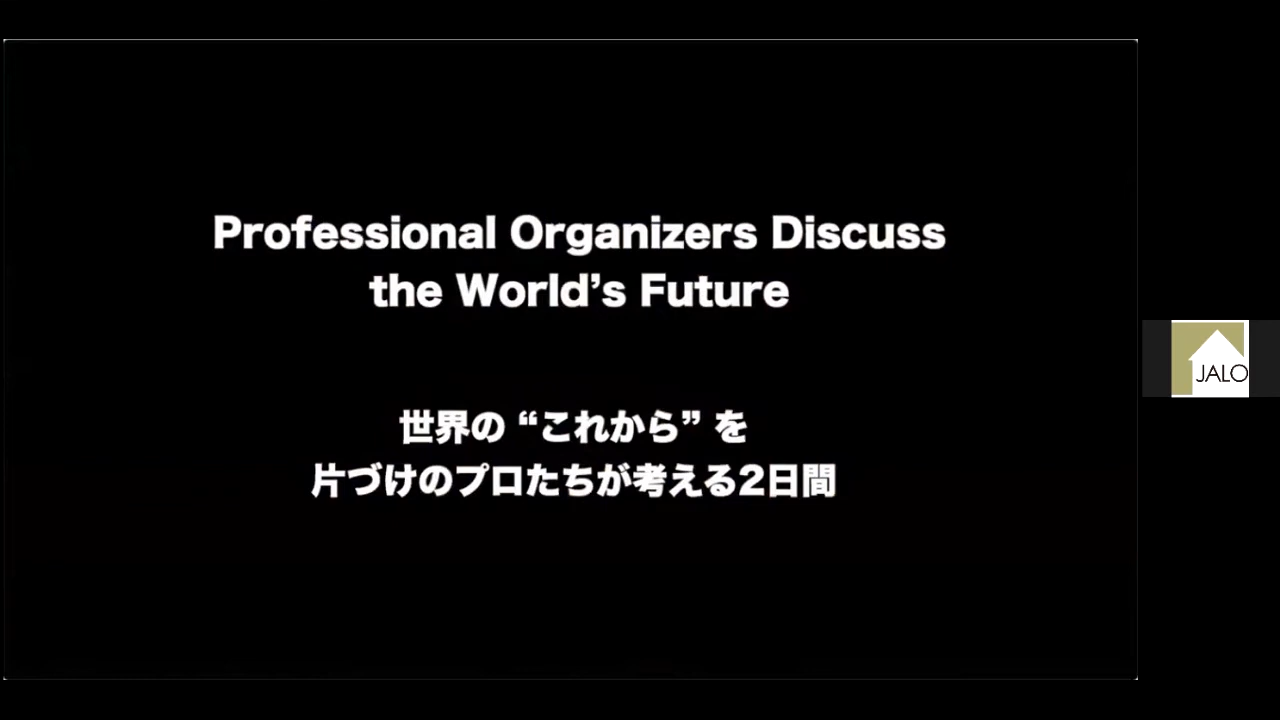 Professional Organizers Discuss
the World’s Future
世界の “これから” を
片づけのプロたちが考える2日間
JALO